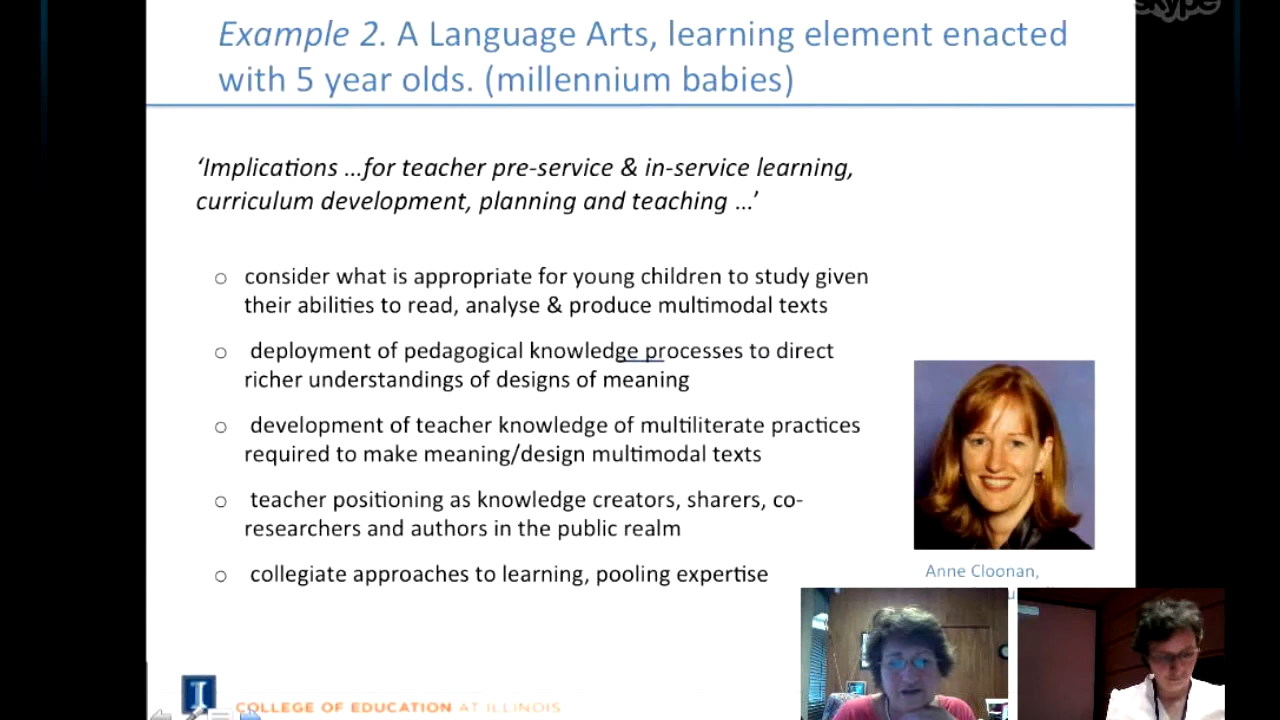 skype
Example 2. A Language Arts, learning element enacted
with 5 year olds. (millennium babies)
‘Implications …for teacher pre-service & in-service learning,
curriculum development, planning and teaching …’
○ consider what is appropriate for young children to study given
their abilities to read, analyse & produce multimodal texts
○ deployment of pedagogical knowledge processes to direct
richer understandings of designs of meaning
○ development of teacher knowledge of multiliterate practices
required to make meaning/design multimodal texts
○ teacher positioning as knowledge creators, sharers, co-
researchers and authors in the public realm
○ collegiate approaches to learning, pooling expertise
Anne Cloonan,
I
COLLEGE OF EDUCATION AT ILLINOIS